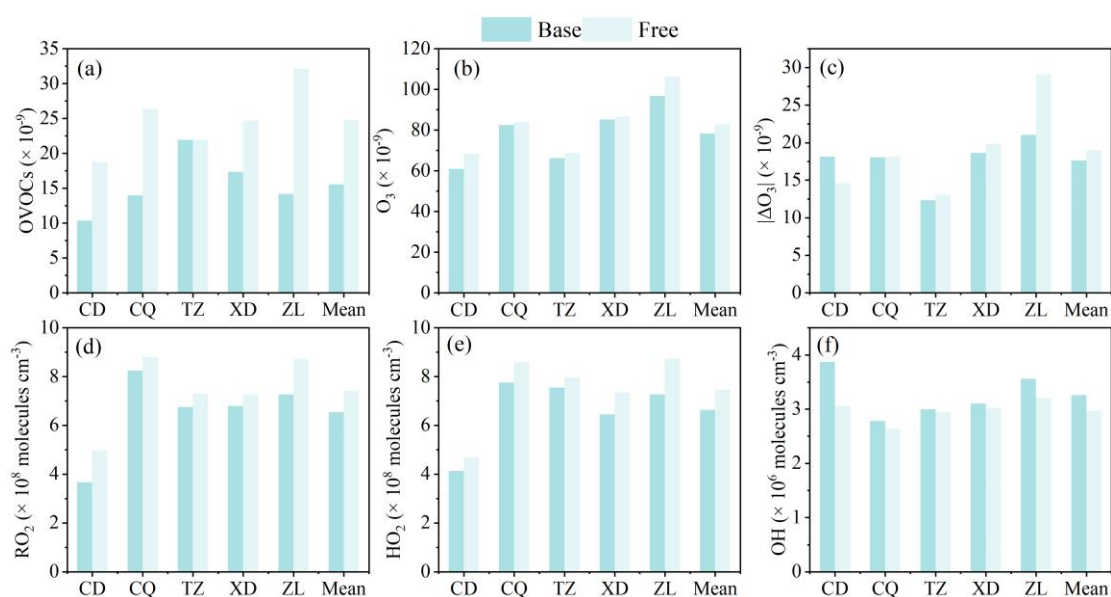 Base Free
(a)
OVOCs (× 10⁻⁹)
35
30
25
20
15
10
5
0
CD CQ TZ XD ZL Mean
(b)
O₃ (× 10⁻⁹)
120
100
80
60
40
20
0
CD CQ TZ XD ZL Mean
(c)
|ΔO₃| (× 10⁻⁹)
30
25
20
15
10
5
0
CD CQ TZ XD ZL Mean
(d)
RO₂ (× 10⁸ molecules cm⁻³)
10
8
6
4
2
0
CD CQ TZ XD ZL Mean
(e)
HO₂ (× 10⁸ molecules cm⁻³)
10
8
6
4
2
0
CD CQ TZ XD ZL Mean
(f)
OH (× 10⁶ molecules cm⁻³)
4
3
2
1
0
CD CQ TZ XD ZL Mean